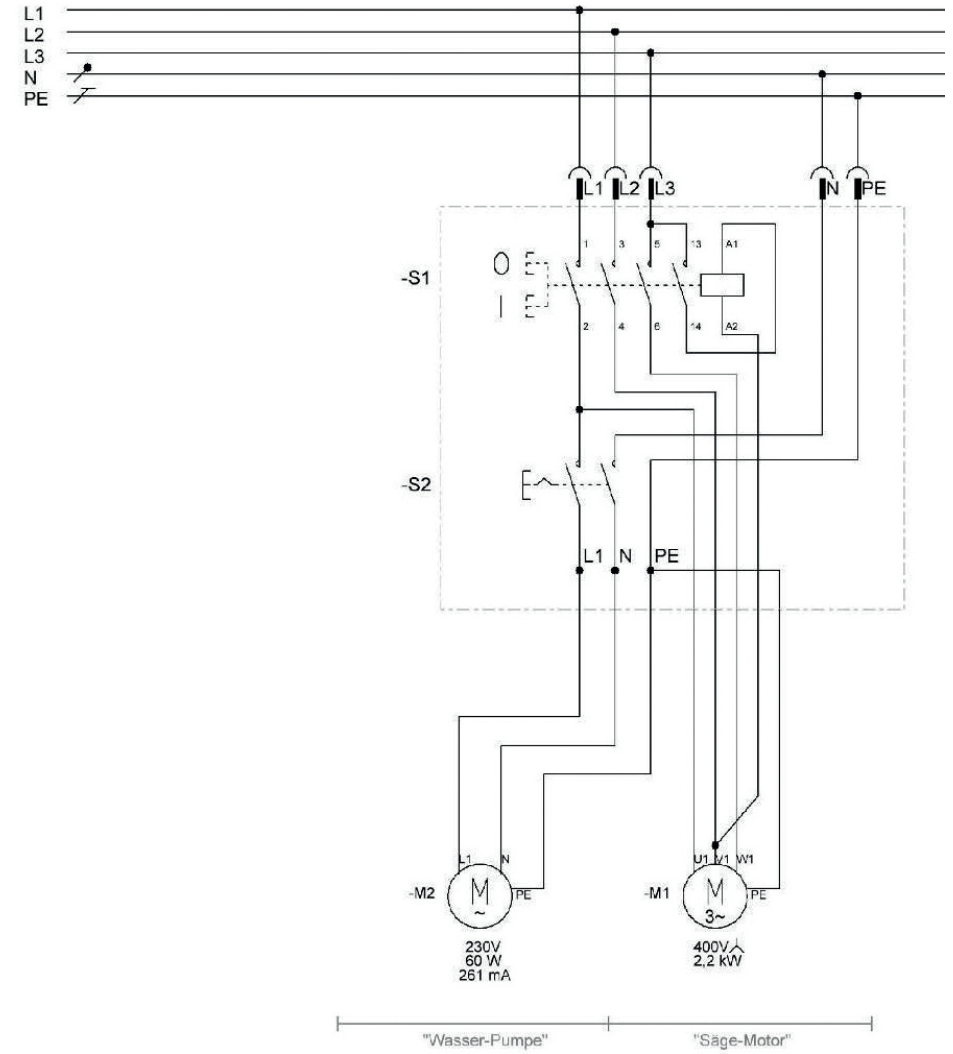 L1
L2
L3
N
PE
L1 L2 L3 N PE
-S1
O
I
1 3 5 13 A1
2 4 6 14 A2
-S2
L1 N PE
L1 N
PE
-M2
M
~
230V
60 W
261 mA
U1 V1 W1
PE
-M1
M
3~
400V
2,2 kW
"Wasser-Pumpe" "Säge-Motor"